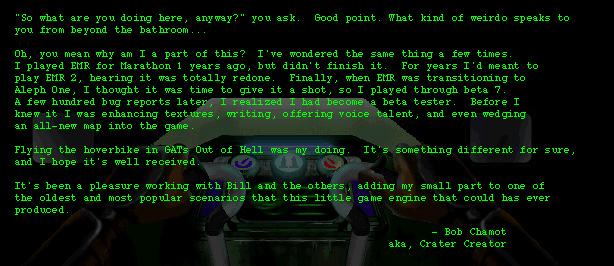 "So what are you doing here, anyway?" you ask.  Good point. What kind of weirdo speaks to
you from beyond the bathroom...
Oh, you mean why am I a part of this?  I've wondered the same thing a few times.
I played EMR for Marathon 1 years ago, but didn't finish it.  For years I'd meant to
play EMR 2, hearing it was totally redone.  Finally, when EMR was transitioning to
Aleph One, I thought it was time to give it a shot, so I played through beta 7.
A few hundred bug reports later, I realized I had become a beta tester.  Before I
knew it I was enhancing textures, writing, offering voice talent, and even wedging
an all-new map into the game.
Flying the hoverbike in GATs Out of Hell was my doing.  It's something different for sure,
and I hope it's well received.
It's been a pleasure working with Bill and the others, adding my small part to one of
the oldest and most popular scenarios that this little game engine that could has ever
produced.
- Bob Chamot
aka, Crater Creator